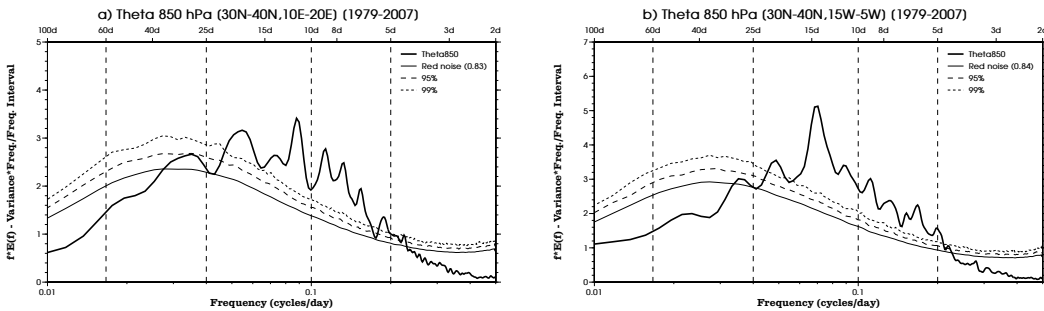 a) Theta 850 hPa [30N-40N,10E-20E] [1979-2007]
100d 60d 40d 25d 15d 10d 8d 5d 3d 2d
5
4
3
2
1
0
f*E(f) - Variance*Freq./Freq. Interval
Theta850
Red noise (0.83)
95%
99%
0.01 0.1
Frequency (cycles/day)
b) Theta 850 hPa [30N-40N,15W-5W] [1979-2007]
100d 60d 40d 25d 15d 10d 8d 5d 3d 2d
7
6
5
4
3
2
1
0
f*E(f) - Variance*Freq./Freq. Interval
Theta850
Red noise (0.84)
95%
99%
0.01 0.1
Frequency (cycles/day)